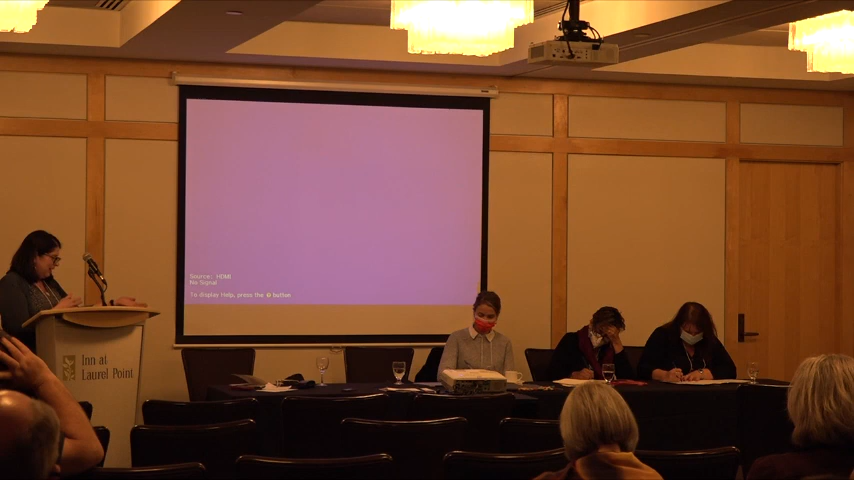 Source: HDMI
No Signal
To display Help, press the button
Inn at
Laurel Point